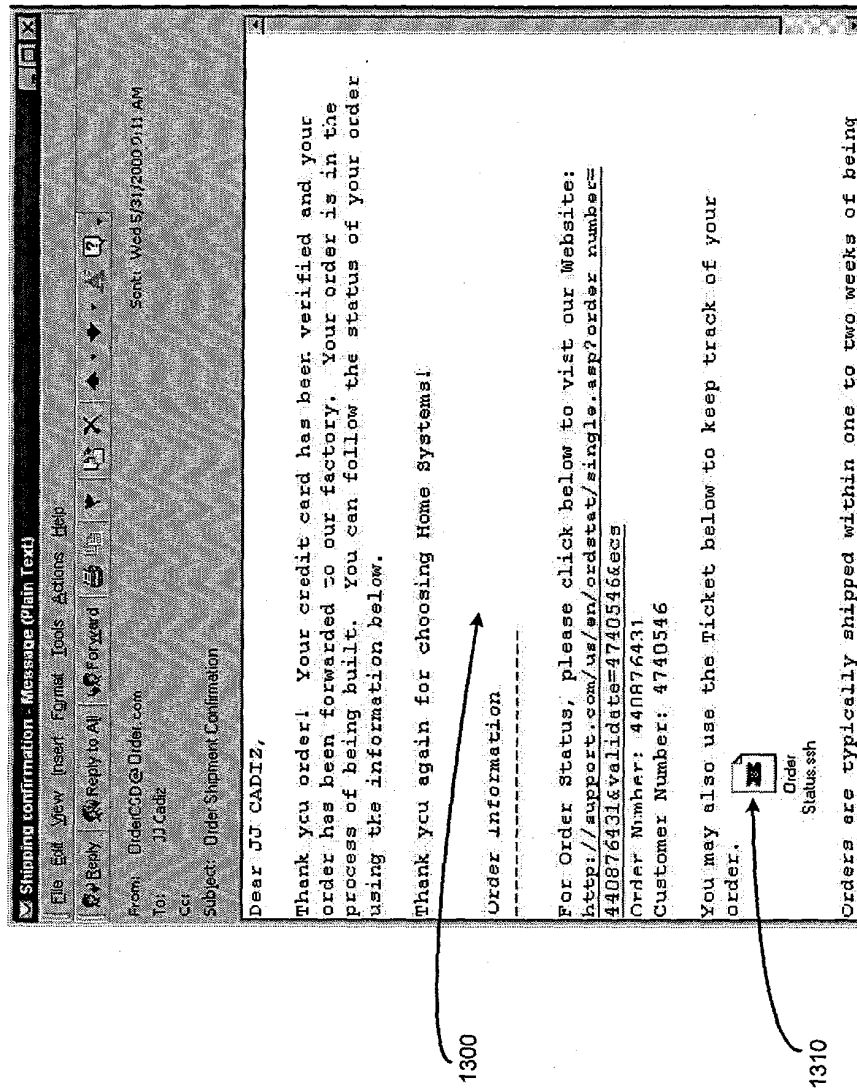 Shipping confirmation - Message (Plain Text)
File Edit View Insert Format Tools Actions Help
Reply Reply to All Forward
From: OrderCGD@Order.com Sent: Wed 5/31/2000 9:11 AM
To: JJ Cadiz
Cc:
Subject: Order Shipment Confirmation
Dear JJ CADIZ,
Thank you order! Your credit card has been verified and your
order has been forwarded to our factory. Your order is in the
process of being built. You can follow the status of your order
using the information below.
Thank you again for choosing Home Systems!
Order Information
-----------------
For Order Status, please click below to vist our Website:
http://support.com/us/en/ordstat/single.asp?order number=
440876431&validate=4740546&ecs
Order Number: 440876431
Customer Number: 4740546
You may also use the Ticket below to keep track of your
order.
Order
Status.ssh
Orders are typically shipped within one to two weeks of being
1300
1310